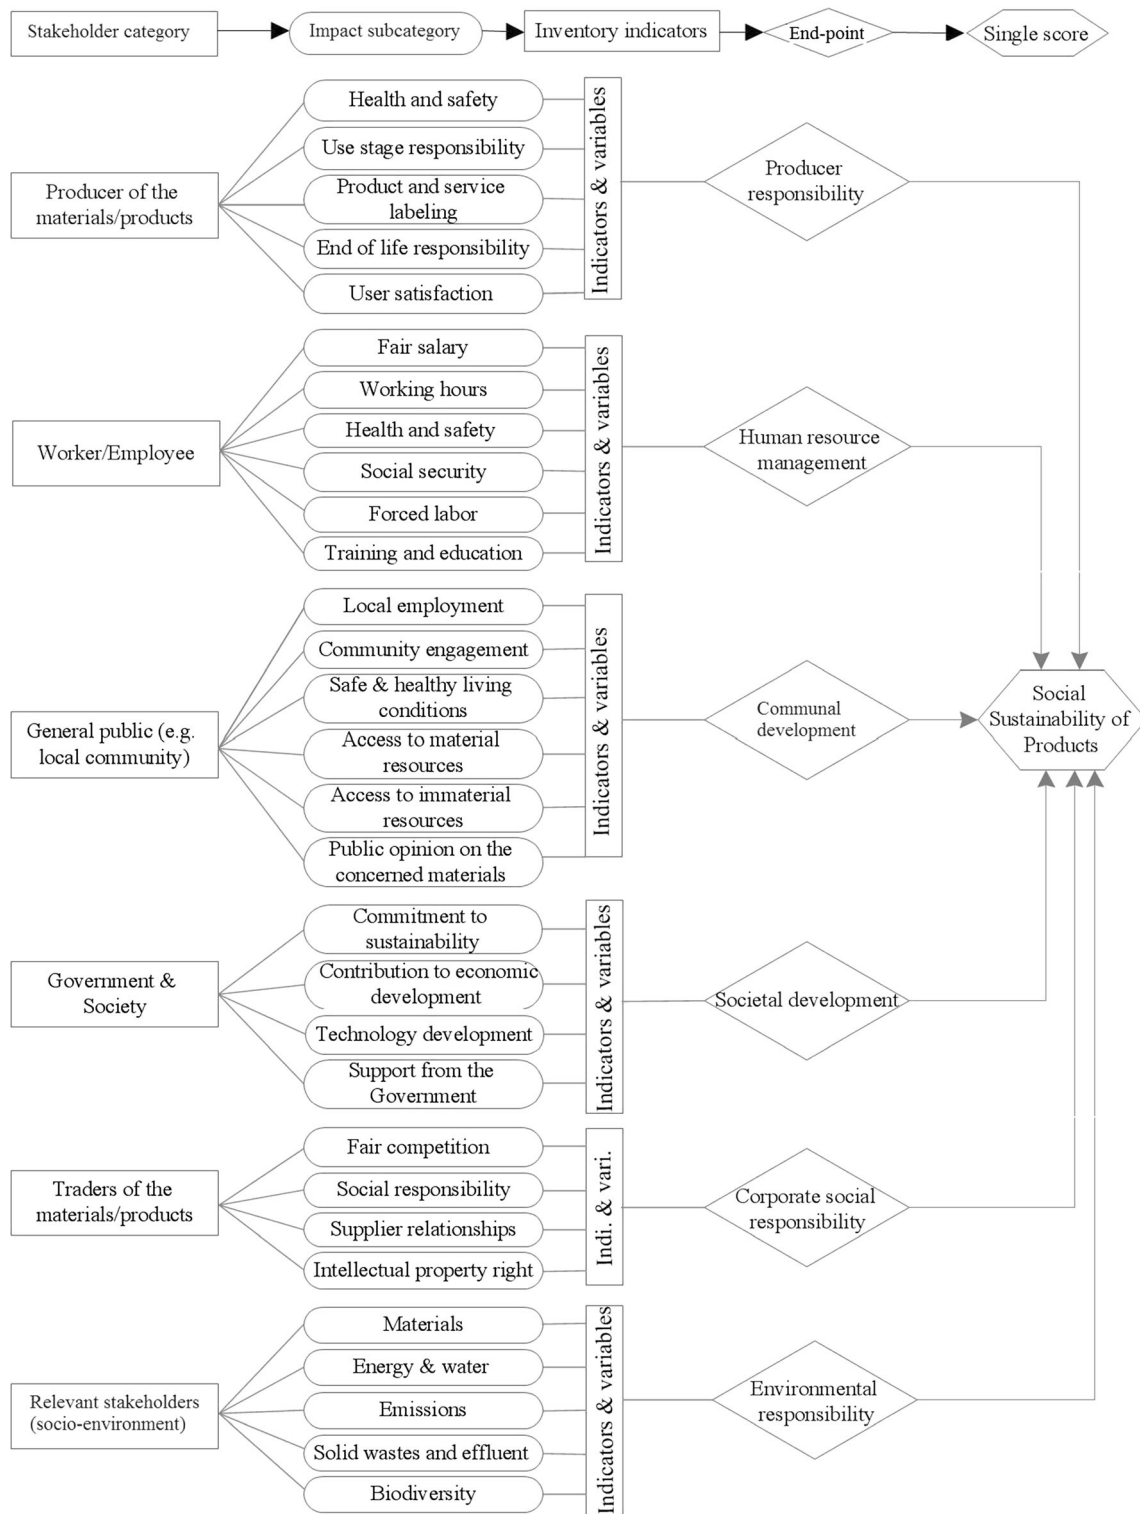 Stakeholder category
Impact subcategory
Inventory indicators
End-point
Single score
Producer of the
materials/products
Health and safety
Use stage responsibility
Product and service
labeling
End of life responsibility
User satisfaction
Indicators & variables
Producer
responsibility
Worker/Employee
Fair salary
Working hours
Health and safety
Social security
Forced labor
Training and education
Indicators & variables
Human resource
management
General public (e.g.
local community)
Local employment
Community engagement
Safe & healthy living
conditions
Access to material
resources
Access to immaterial
resources
Public opinion on the
concerned materials
Indicators & variables
Communal
development
Social
Sustainability of
Products
Government &
Society
Commitment to
sustainability
Contribution to economic
development
Technology development
Support from the
Government
Indicators & variables
Societal development
Traders of the
materials/products
Fair competition
Social responsibility
Supplier relationships
Intellectual property right
Indi. & vari.
Corporate social
responsibility
Relevant stakeholders
(socio-environment)
Materials
Energy & water
Emissions
Solid wastes and effluent
Biodiversity
Indicators & variables
Environmental
responsibility